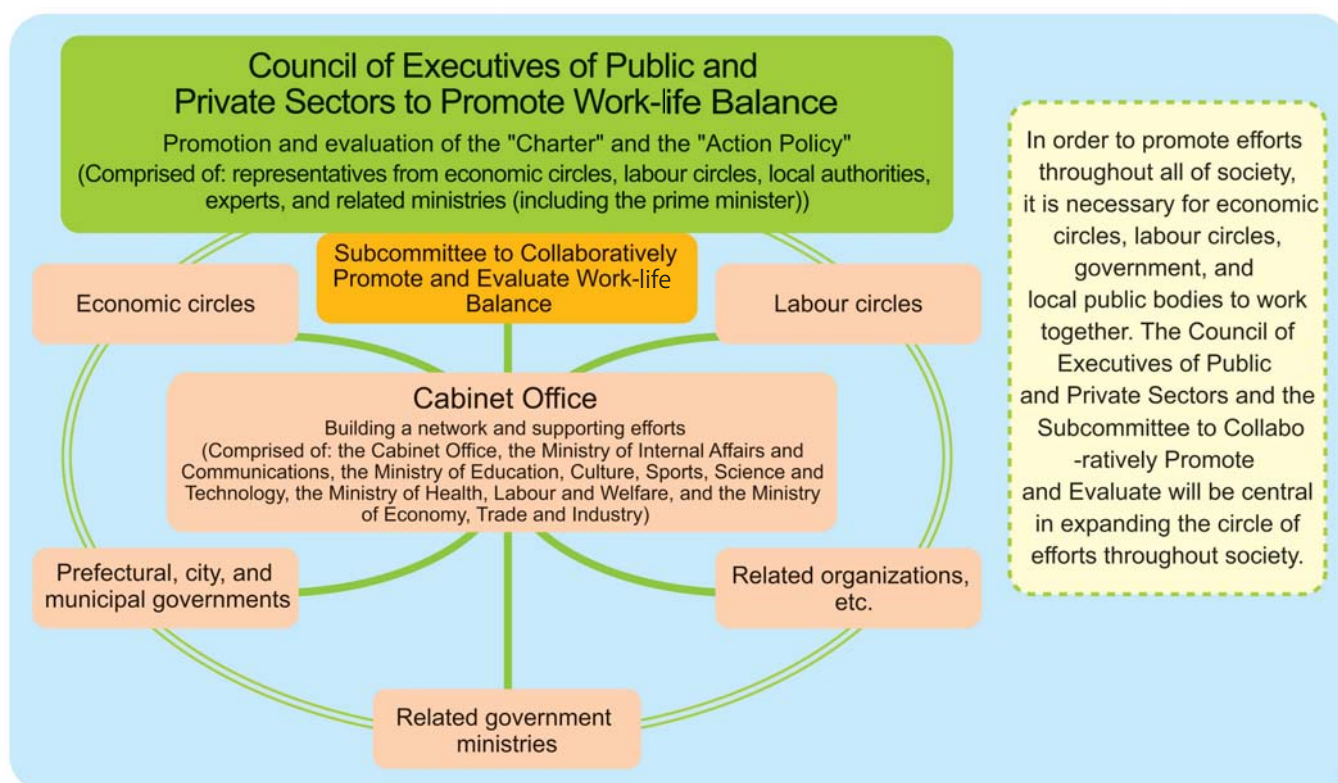 Council of Executives of Public and
Private Sectors to Promote Work-life Balance
Promotion and evaluation of the "Charter" and the "Action Policy"
(Comprised of: representatives from economic circles, labour circles, local authorities,
experts, and related ministries (including the prime minister))
Subcommittee to Collaboratively
Promote and Evaluate Work-life
Balance
Economic circles
Labour circles
Cabinet Office
Building a network and supporting efforts
(Comprised of: the Cabinet Office, the Ministry of Internal Affairs and
Communications, the Ministry of Education, Culture, Sports, Science and
Technology, the Ministry of Health, Labour and Welfare, and the Ministry
of Economy, Trade and Industry)
Prefectural, city, and
municipal governments
Related organizations,
etc.
Related government
ministries
In order to promote efforts
throughout all of society,
it is necessary for economic
circles, labour circles,
government, and
local public bodies to work
together. The Council of
Executives of Public
and Private Sectors and the
Subcommittee to Collabo
-ratively Promote
and Evaluate will be central
in expanding the circle of
efforts throughout society.